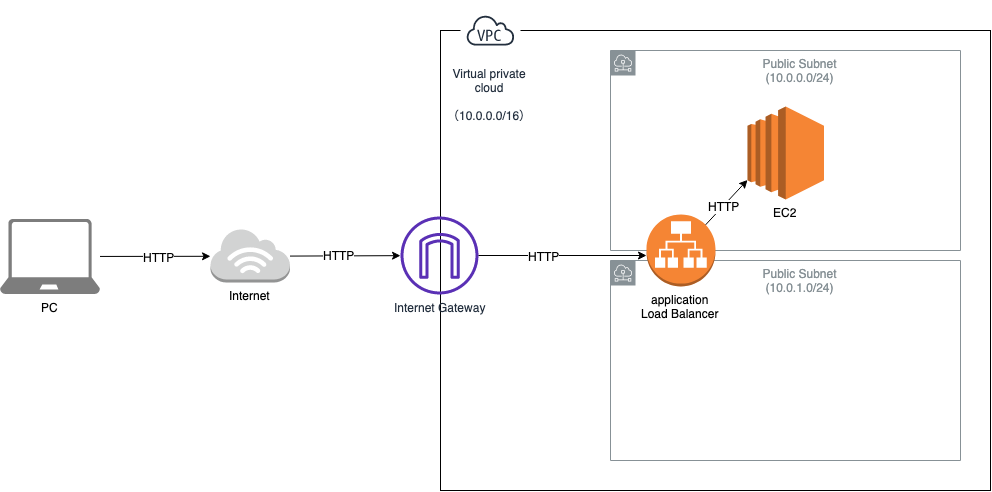 VPC
Virtual private
cloud
(10.0.0.0/16)
Public Subnet
(10.0.0.0/24)
EC2
HTTP
HTTP
HTTP
HTTP
PC
Internet
Internet Gateway
application
Load Balancer
Public Subnet
(10.0.1.0/24)